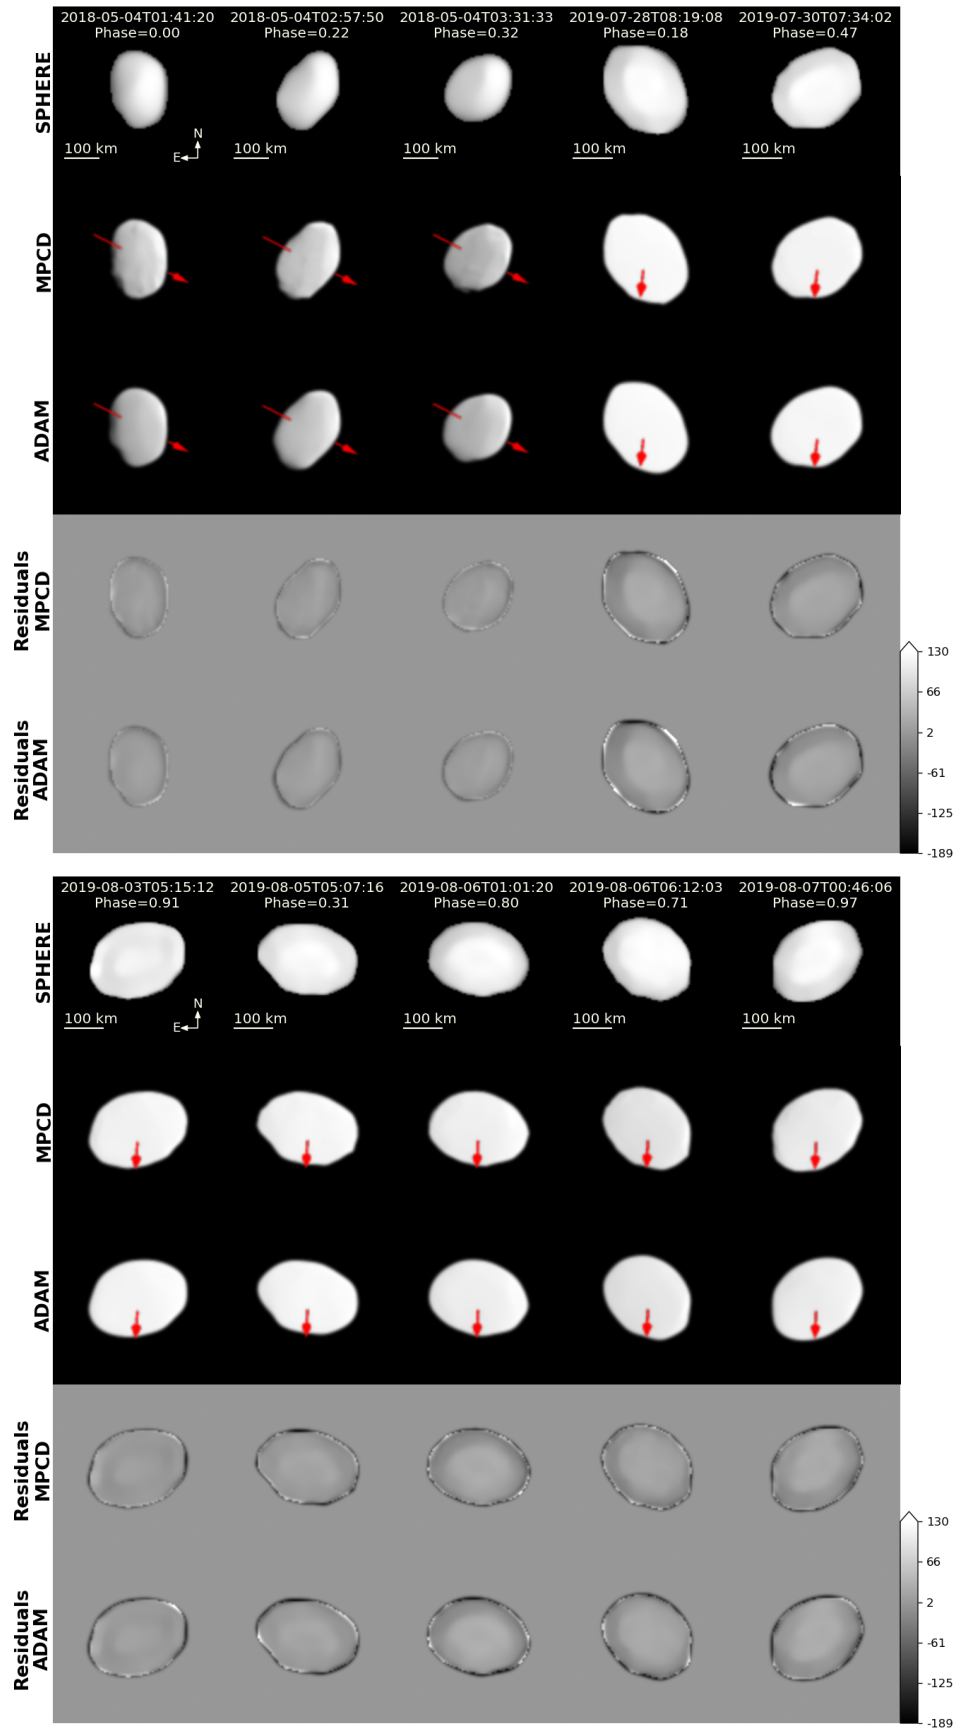 2018-05-04T01:41:20 2018-05-04T02:57:50 2018-05-04T03:31:33 2019-07-28T08:19:08 2019-07-30T07:34:02
Phase=0.00 Phase=0.22 Phase=0.32 Phase=0.18 Phase=0.47
SPHERE
N
E
100 km 100 km 100 km 100 km 100 km
MPCD
ADAM
Residuals
MPCD
Residuals
ADAM
130
66
2
-61
-125
-189
2019-08-03T05:15:12 2019-08-05T05:07:16 2019-08-06T01:01:20 2019-08-06T06:12:03 2019-08-07T00:46:06
Phase=0.91 Phase=0.31 Phase=0.80 Phase=0.71 Phase=0.97
SPHERE
N
E
100 km 100 km 100 km 100 km 100 km
MPCD
ADAM
Residuals
MPCD
Residuals
ADAM
130
66
2
-61
-125
-189